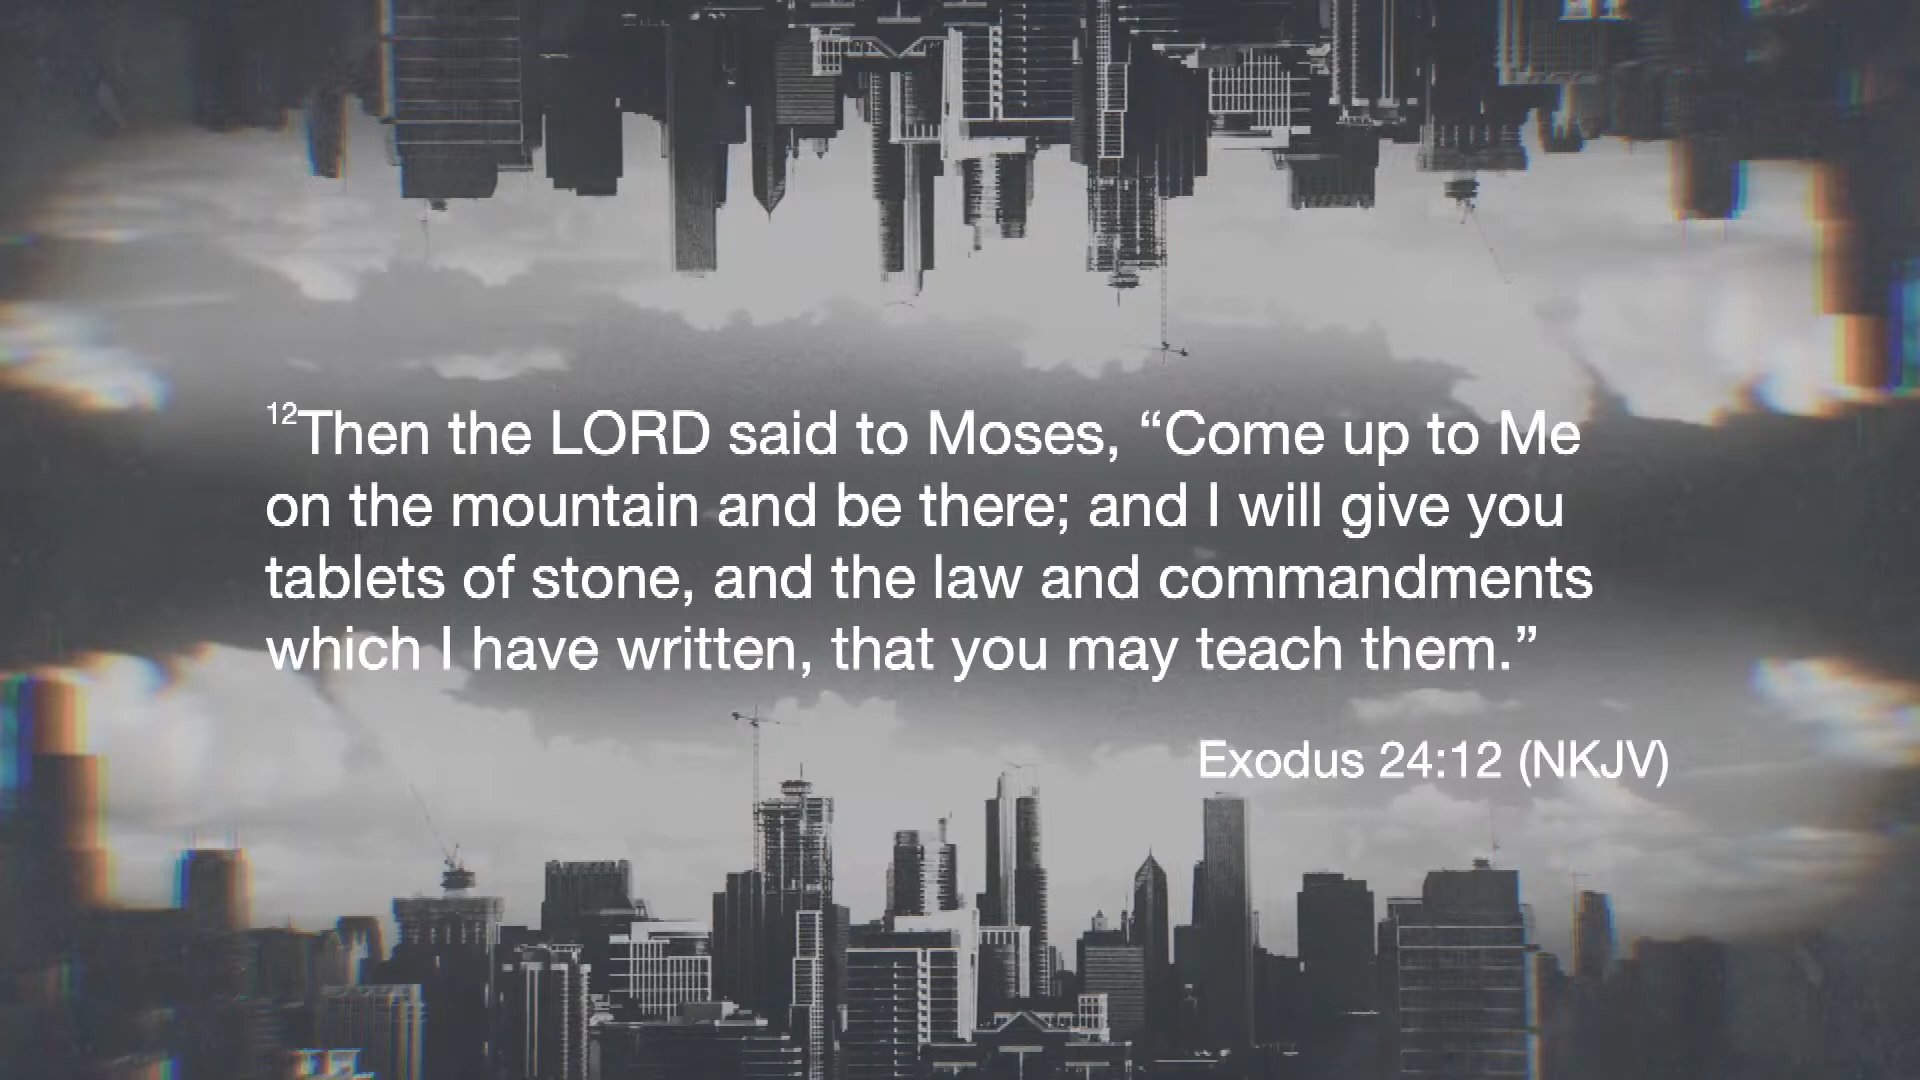 12Then the LORD said to Moses, “Come up to Me
on the mountain and be there; and I will give you
tablets of stone, and the law and commandments
which I have written, that you may teach them.”
Exodus 24:12 (NKJV)